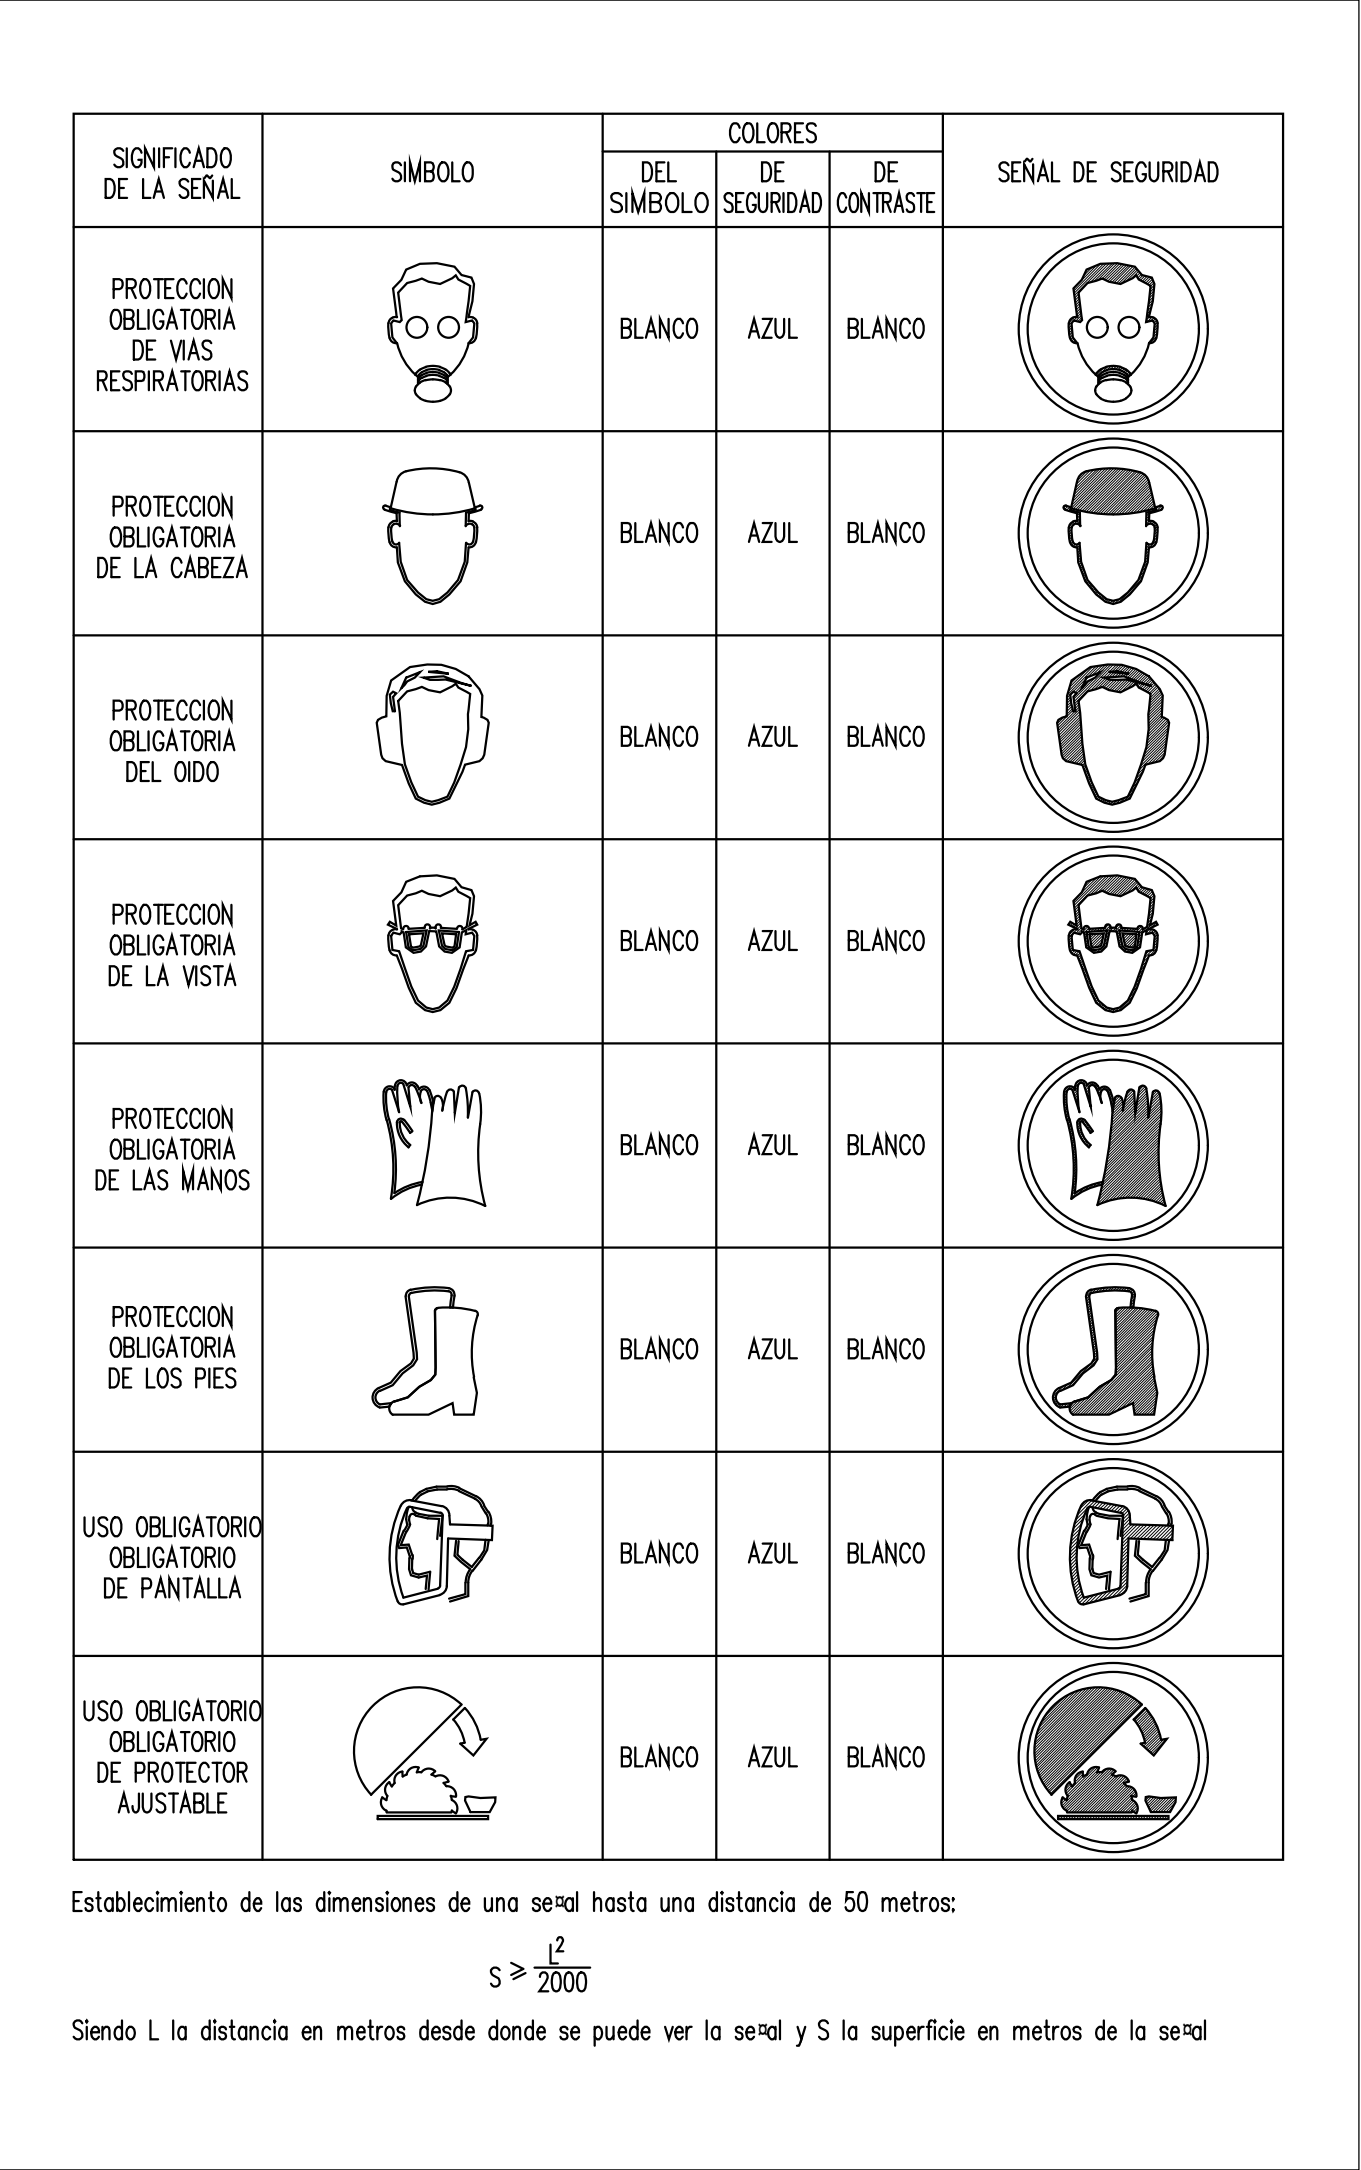 SIGNIFICADO
DE LA SEÑAL
SIMBOLO
COLORES
DEL
SIMBOLO
DE
SEGURIDAD
DE
CONTRASTE
SEÑAL DE SEGURIDAD
PROTECCION
OBLIGATORIA
DE VIAS
RESPIRATORIAS
BLANCO
AZUL
BLANCO
PROTECCION
OBLIGATORIA
DE LA CABEZA
BLANCO
AZUL
BLANCO
PROTECCION
OBLIGATORIA
DEL OIDO
BLANCO
AZUL
BLANCO
PROTECCION
OBLIGATORIA
DE LA VISTA
BLANCO
AZUL
BLANCO
PROTECCION
OBLIGATORIA
DE LAS MANOS
BLANCO
AZUL
BLANCO
PROTECCION
OBLIGATORIA
DE LOS PIES
BLANCO
AZUL
BLANCO
USO OBLIGATORIO
OBLIGATORIO
DE PANTALLA
BLANCO
AZUL
BLANCO
USO OBLIGATORIO
OBLIGATORIO
DE PROTECTOR
AJUSTABLE
BLANCO
AZUL
BLANCO
Establecimiento de las dimensiones de una se¤al hasta una distancia de 50 metros:
S ⩾ L²
2000
Siendo L la distancia en metros desde donde se puede ver la se¤al y S la superficie en metros de la se¤al